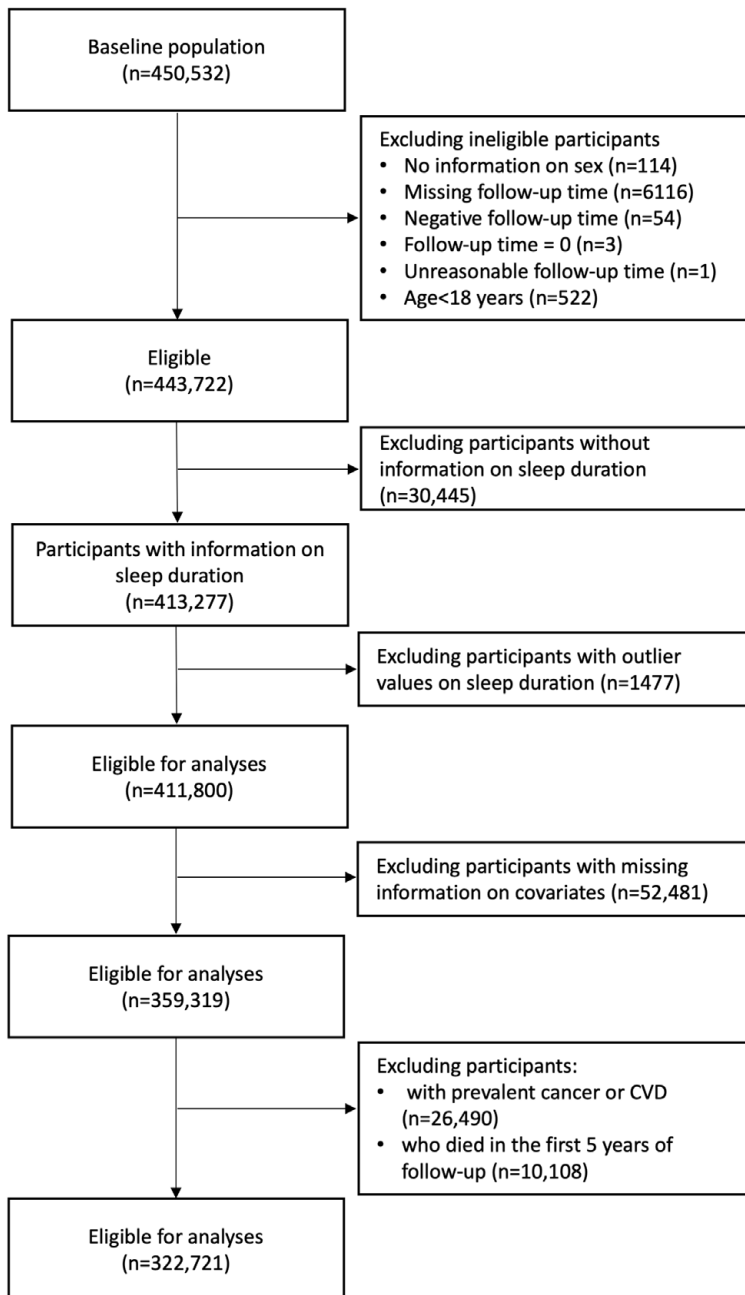 Baseline population
(n=450,532)
Excluding ineligible participants
• No information on sex (n=114)
• Missing follow-up time (n=6116)
• Negative follow-up time (n=54)
• Follow-up time = 0 (n=3)
• Unreasonable follow-up time (n=1)
• Age<18 years (n=522)
Eligible
(n=443,722)
Excluding participants without
information on sleep duration
(n=30,445)
Participants with information on
sleep duration
(n=413,277)
Excluding participants with outlier
values on sleep duration (n=1477)
Eligible for analyses
(n=411,800)
Excluding participants with missing
information on covariates (n=52,481)
Eligible for analyses
(n=359,319)
Excluding participants:
• with prevalent cancer or CVD
(n=26,490)
• who died in the first 5 years of
follow-up (n=10,108)
Eligible for analyses
(n=322,721)